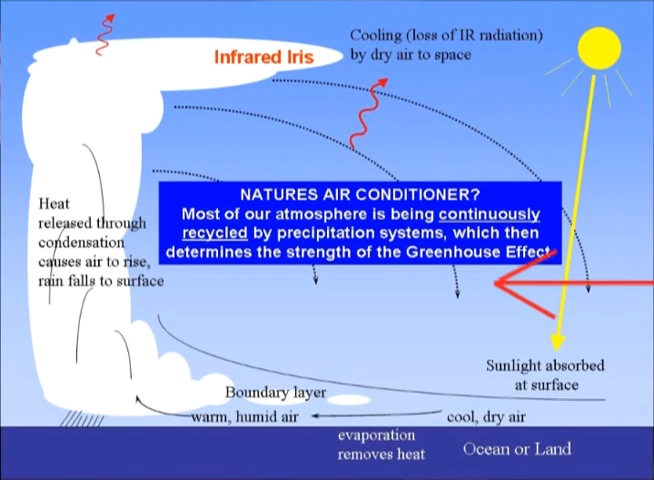 Infrared Iris
Cooling (loss of IR radiation)
by dry air to space
NATURES AIR CONDITIONER?
Most of our atmosphere is being continuously
recycled by precipitation systems, which then
determines the strength of the Greenhouse Effect
Heat
released through
condensation
causes air to rise,
rain falls to surface
Sunlight absorbed
at surface
Boundary layer
warm, humid air
cool, dry air
evaporation
removes heat
Ocean or Land